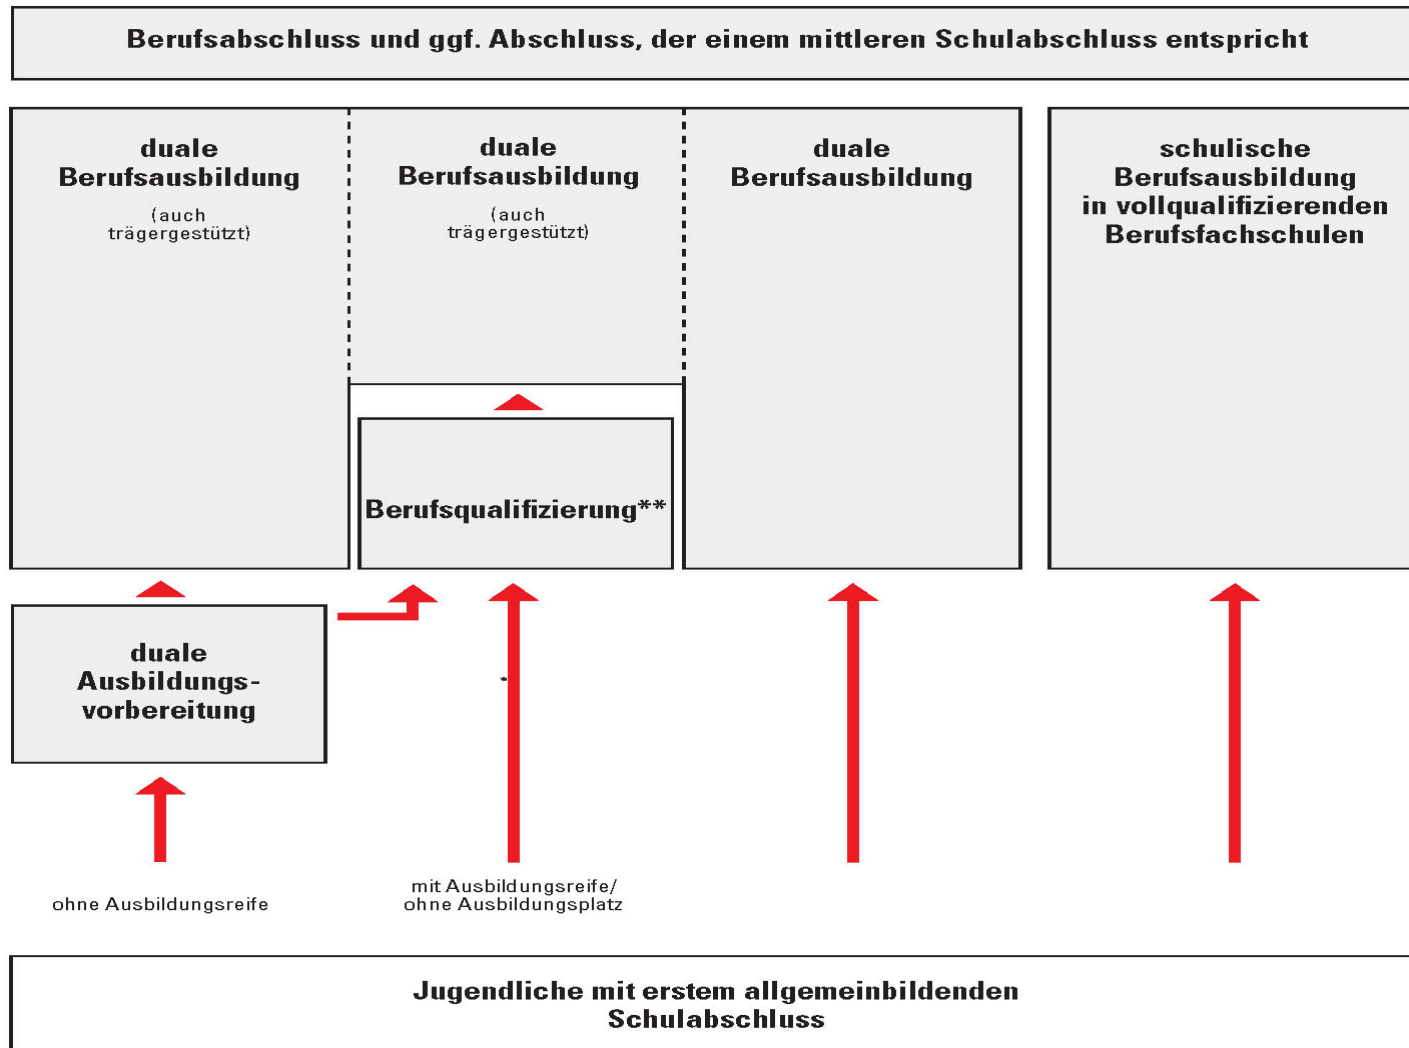 Berufsabschluss und ggf. Abschluss, der einem mittleren Schulabschluss entspricht
duale
Berufsausbildung
(auch
trägergestützt)
duale
Berufsausbildung
(auch
trägergestützt)
duale
Berufsausbildung
schulische
Berufsausbildung
in vollqualifizierenden
Berufsfachschulen
Berufsqualifizierung**
duale
Ausbildungs-
vorbereitung
*
ohne Ausbildungsreife
mit Ausbildungsreife/
ohne Ausbildungsplatz
Jugendliche mit erstem allgemeinbildenden
Schulabschluss